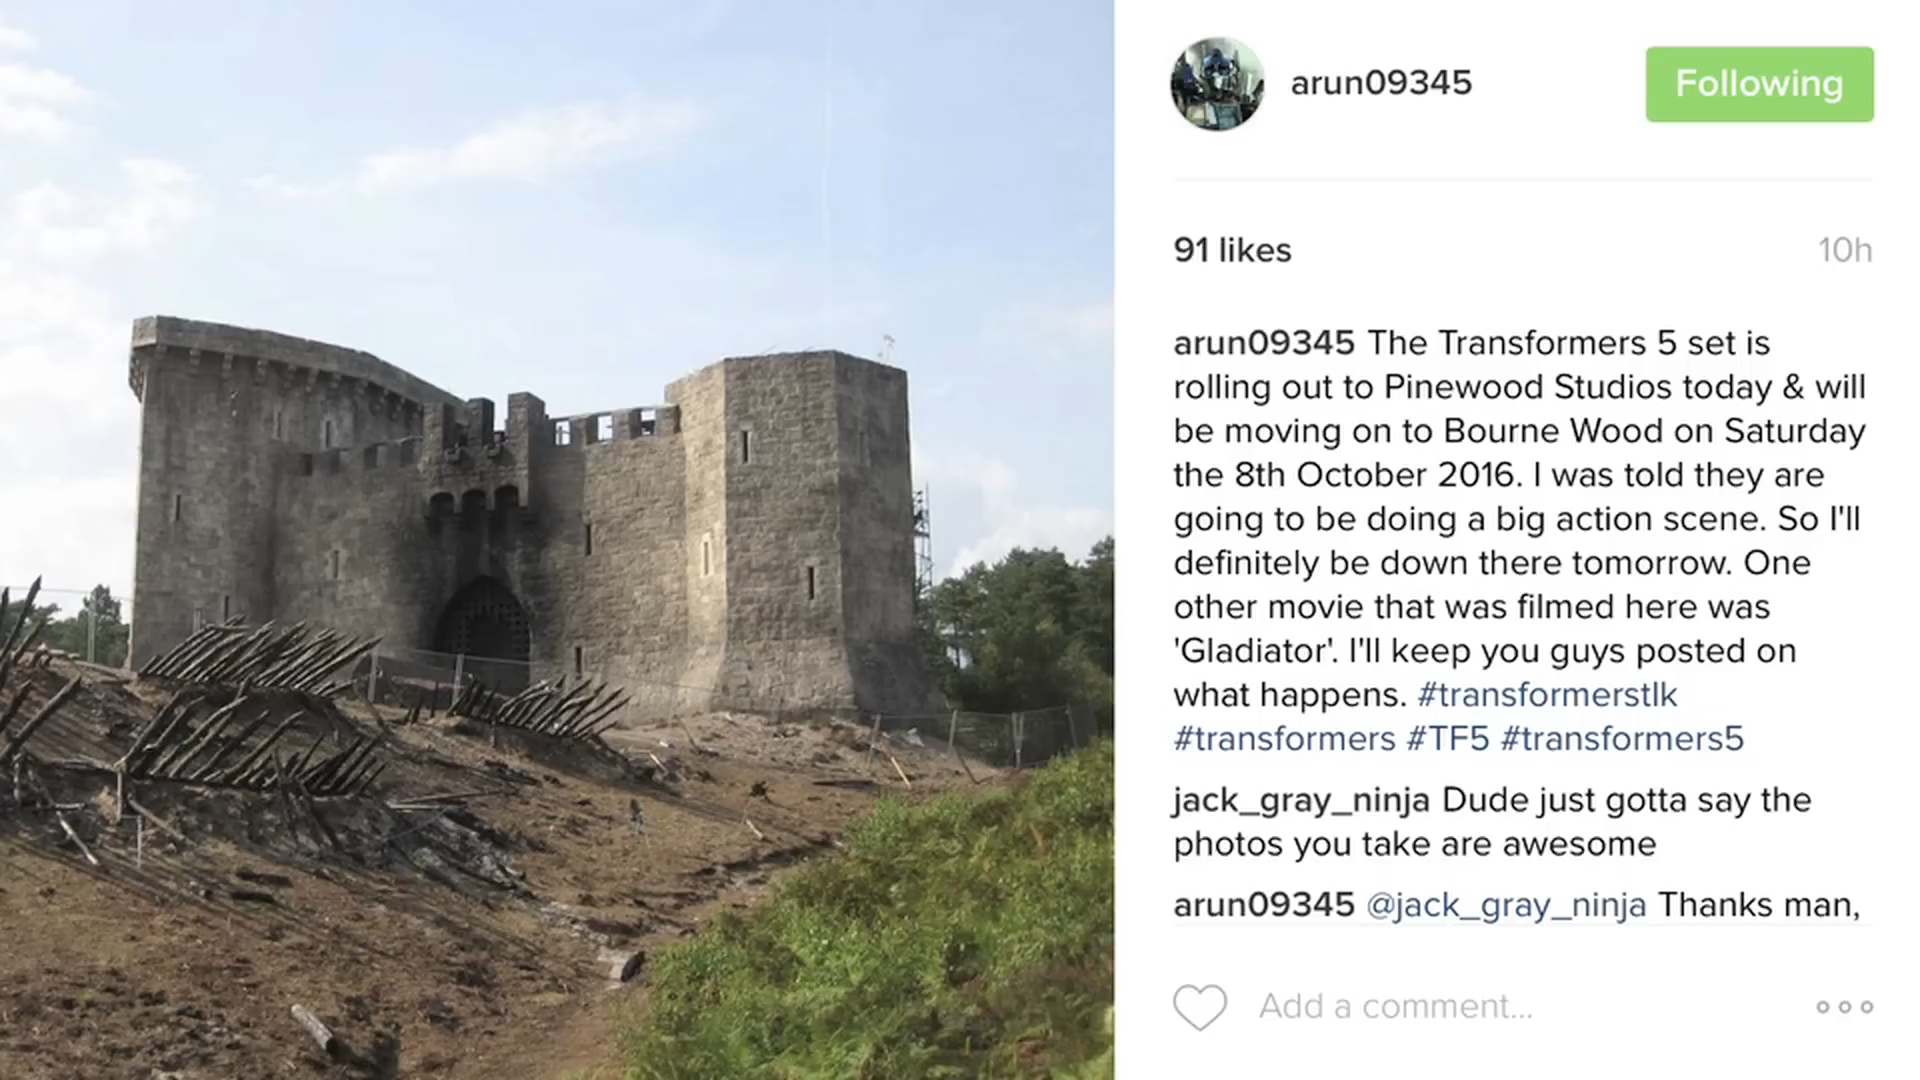 arun09345
Following
91 likes
10h
arun09345 The Transformers 5 set is
rolling out to Pinewood Studios today & will
be moving on to Bourne Wood on Saturday
the 8th October 2016. I was told they are
going to be doing a big action scene. So I'll
definitely be down there tomorrow. One
other movie that was filmed here was
'Gladiator'. I'll keep you guys posted on
what happens. #transformerstlk
#transformers #TF5 #transformers5
jack_gray_ninja Dude just gotta say the
photos you take are awesome
arun09345 @jack_gray_ninja Thanks man,
Add a comment...